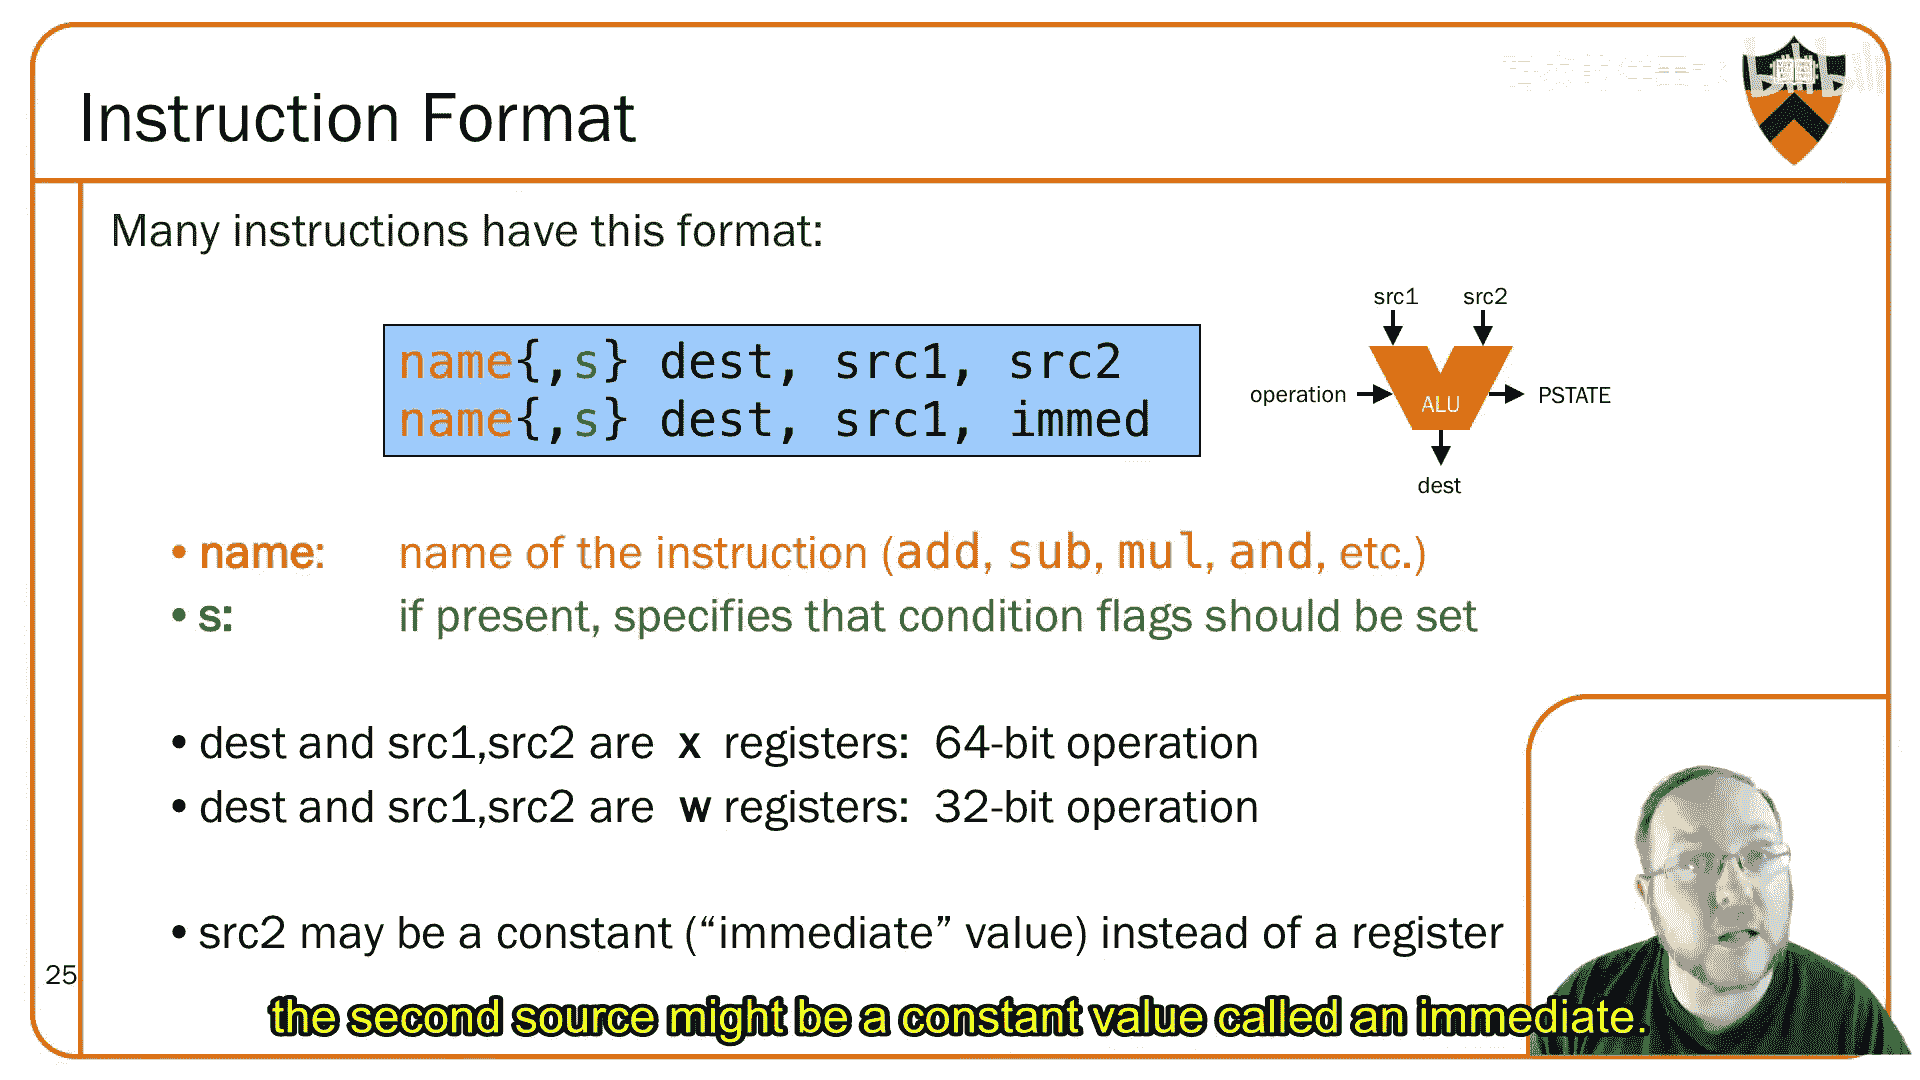 Instruction Format
Many instructions have this format:
name{,s} dest, src1, src2
name{,s} dest, src1, immed
src1 src2
operation ALU PSTATE
dest
• name: name of the instruction (add, sub, mul, and, etc.)
• s: if present, specifies that condition flags should be set
• dest and src1,src2 are x registers: 64-bit operation
• dest and src1,src2 are w registers: 32-bit operation
• src2 may be a constant (“immediate” value) instead of a register
25
the second source might be a constant value called an immediate.
bilibili